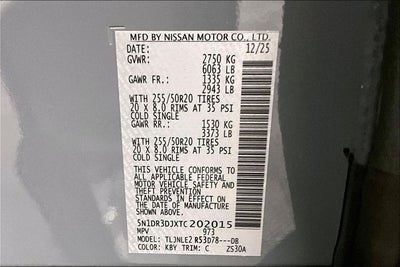 MFD BY NISSAN MOTOR CO., LTD.
DATE: 12/25
GVWR: 2750 KG
6063 LB
GAWR FR.: 1335 KG
2943 LB
WITH 255/50R20 TIRES
20 x 8.0 RIMS AT 35 PSI
COLD SINGLE
GAWR RR.: 1530 KG
3373 LB
WITH 255/50R20 TIRES
20 x 8.0 RIMS AT 35 PSI
COLD SINGLE
THIS VEHICLE CONFORMS TO
ALL APPLICABLE FEDERAL
MOTOR VEHICLE SAFETY AND
THEFT PREVENTION
STANDARDS IN EFFECT ON
THE DATE OF MANUFACTURE
SHOWN ABOVE.
5N1DR3DJXTC202015
MPV 973
MODEL: TLJNLE2 R53D78---DB
COLOR: KBY TRIM: C ZS30A